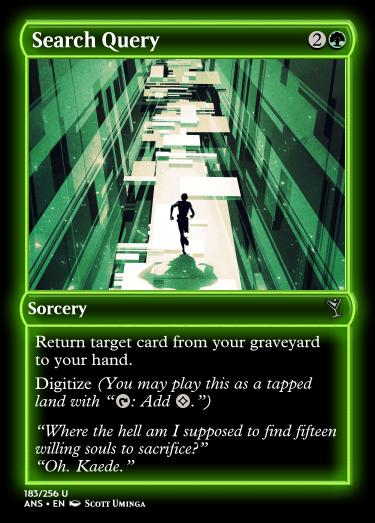 Search Query 2
Sorcery
Return target card from your graveyard
to your hand.
Digitize (You may play this as a tapped
land with “: Add .”)
“Where the hell am I supposed to find fifteen
willing souls to sacrifice?”
“Oh. Kaede.”
183/256 U
ANS • EN Scott Uminga